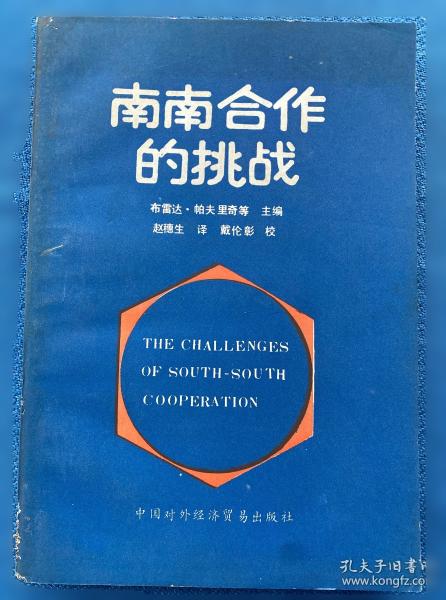 南南合作
的挑战
布雷达·帕夫里奇等 主编
赵穗生 译 戴伦彰 校
THE CHALLENGES
OF SOUTH-SOUTH
COOPERATION
中国对外经济贸易出版社
孔夫子旧书网
www.kongfz.com